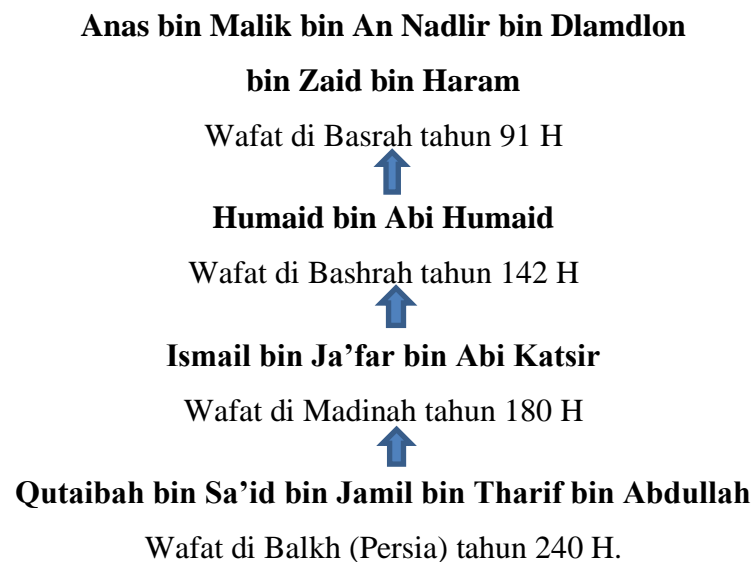 Anas bin Malik bin An Nadlir bin Dlamdlon
bin Zaid bin Haram
Wafat di Basrah tahun 91 H
Humaid bin Abi Humaid
Wafat di Bashrah tahun 142 H
Ismail bin Ja’far bin Abi Katsir
Wafat di Madinah tahun 180 H
Qutaibah bin Sa’id bin Jamil bin Tharif bin Abdullah
Wafat di Balkh (Persia) tahun 240 H.